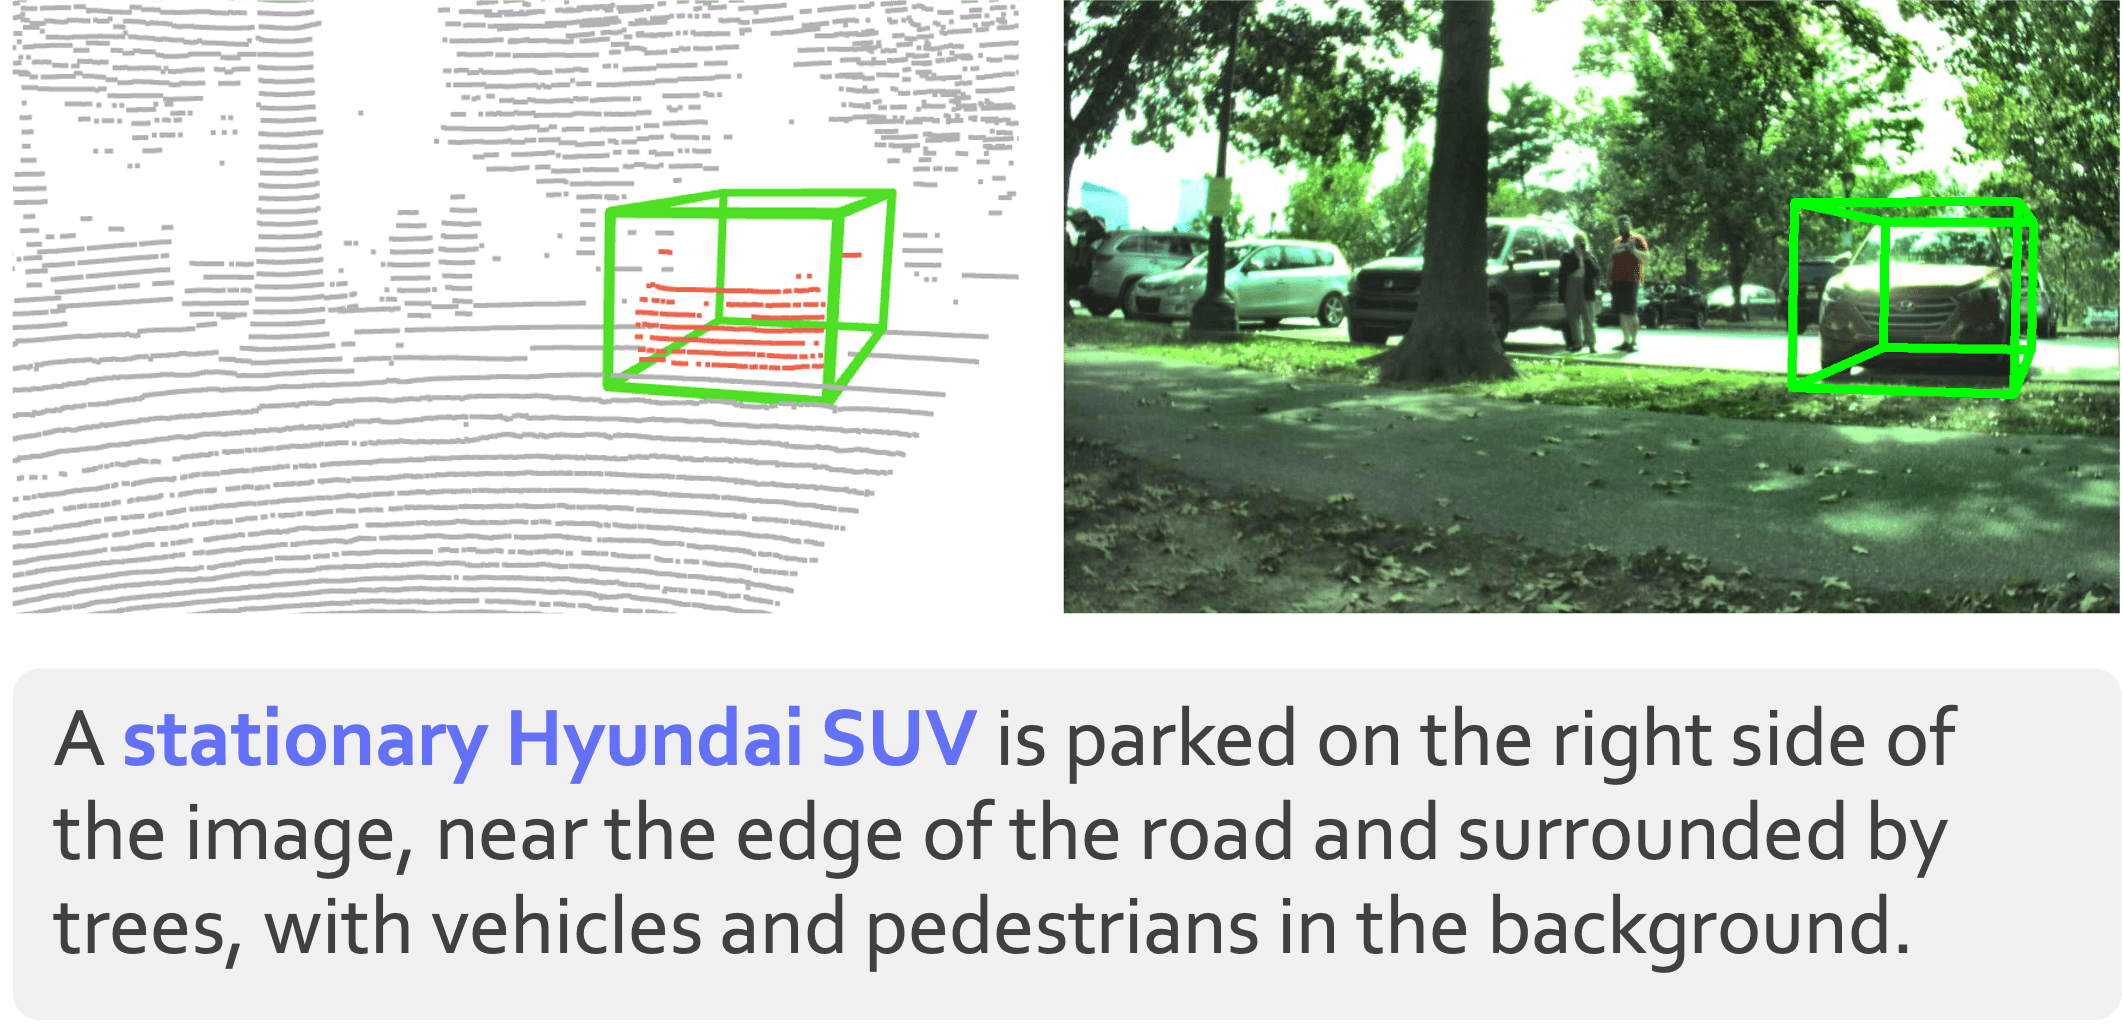 A stationary Hyundai SUV is parked on the right side of
the image, near the edge of the road and surrounded by
trees, with vehicles and pedestrians in the background.